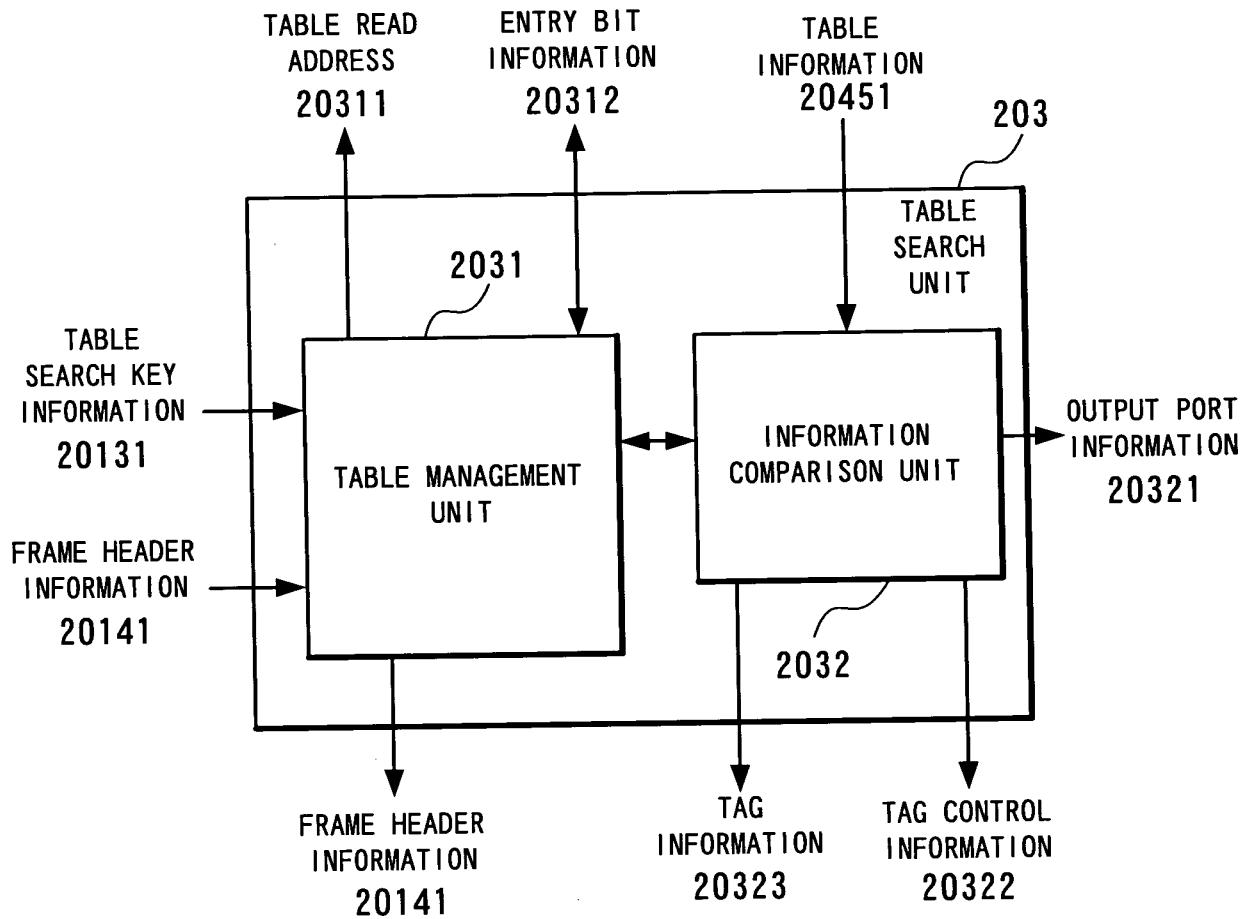 TABLE READ
ADDRESS
20311
ENTRY BIT
INFORMATION
20312
TABLE
INFORMATION
20451
203
TABLE
SEARCH
UNIT
2031
TABLE
SEARCH KEY
INFORMATION
20131
TABLE MANAGEMENT
UNIT
INFORMATION
COMPARISON UNIT
OUTPUT PORT
INFORMATION
20321
FRAME HEADER
INFORMATION
20141
2032
FRAME HEADER
INFORMATION
20141
TAG
INFORMATION
20323
TAG CONTROL
INFORMATION
20322